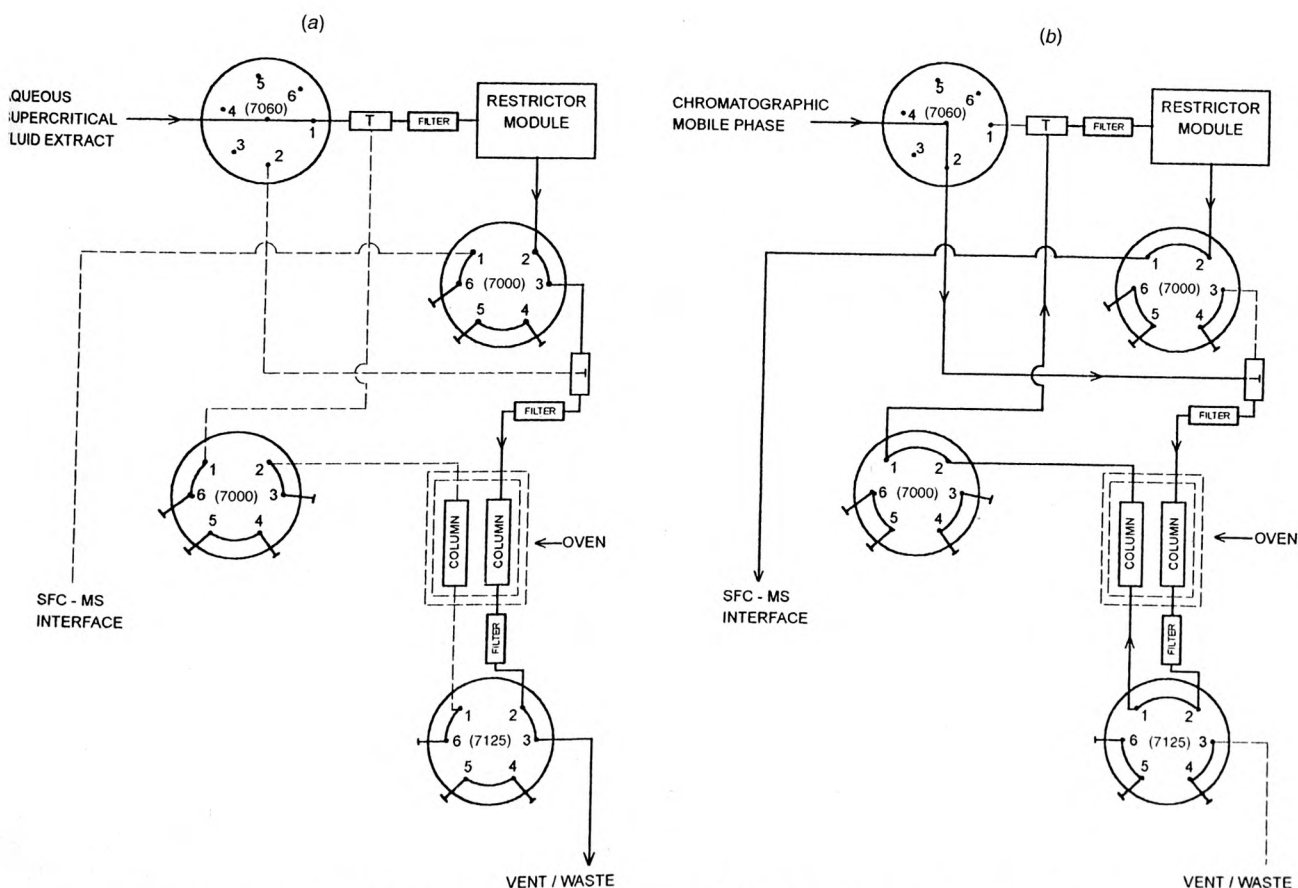 (a)
AQUEOUS
SUPERCRITICAL
LUID EXTRACT
5
6
(7060)
4
1
3
2
T
FILTER
RESTRICTOR
MODULE
1
2
6
(7000)
3
5
4
T
FILTER
1
2
6
(7000)
3
5
4
COLUMN
COLUMN
OVEN
SFC - MS
INTERFACE
FILTER
1
2
6
(7125)
3
5
4
VENT / WASTE
(b)
CHROMATOGRAPHIC
MOBILE PHASE
5
6
(7060)
4
1
3
2
T
FILTER
RESTRICTOR
MODULE
1
2
6
(7000)
3
5
4
T
FILTER
1
2
6
(7000)
3
5
4
COLUMN
COLUMN
OVEN
SFC - MS
INTERFACE
FILTER
1
2
6
(7125)
3
5
4
VENT / WASTE